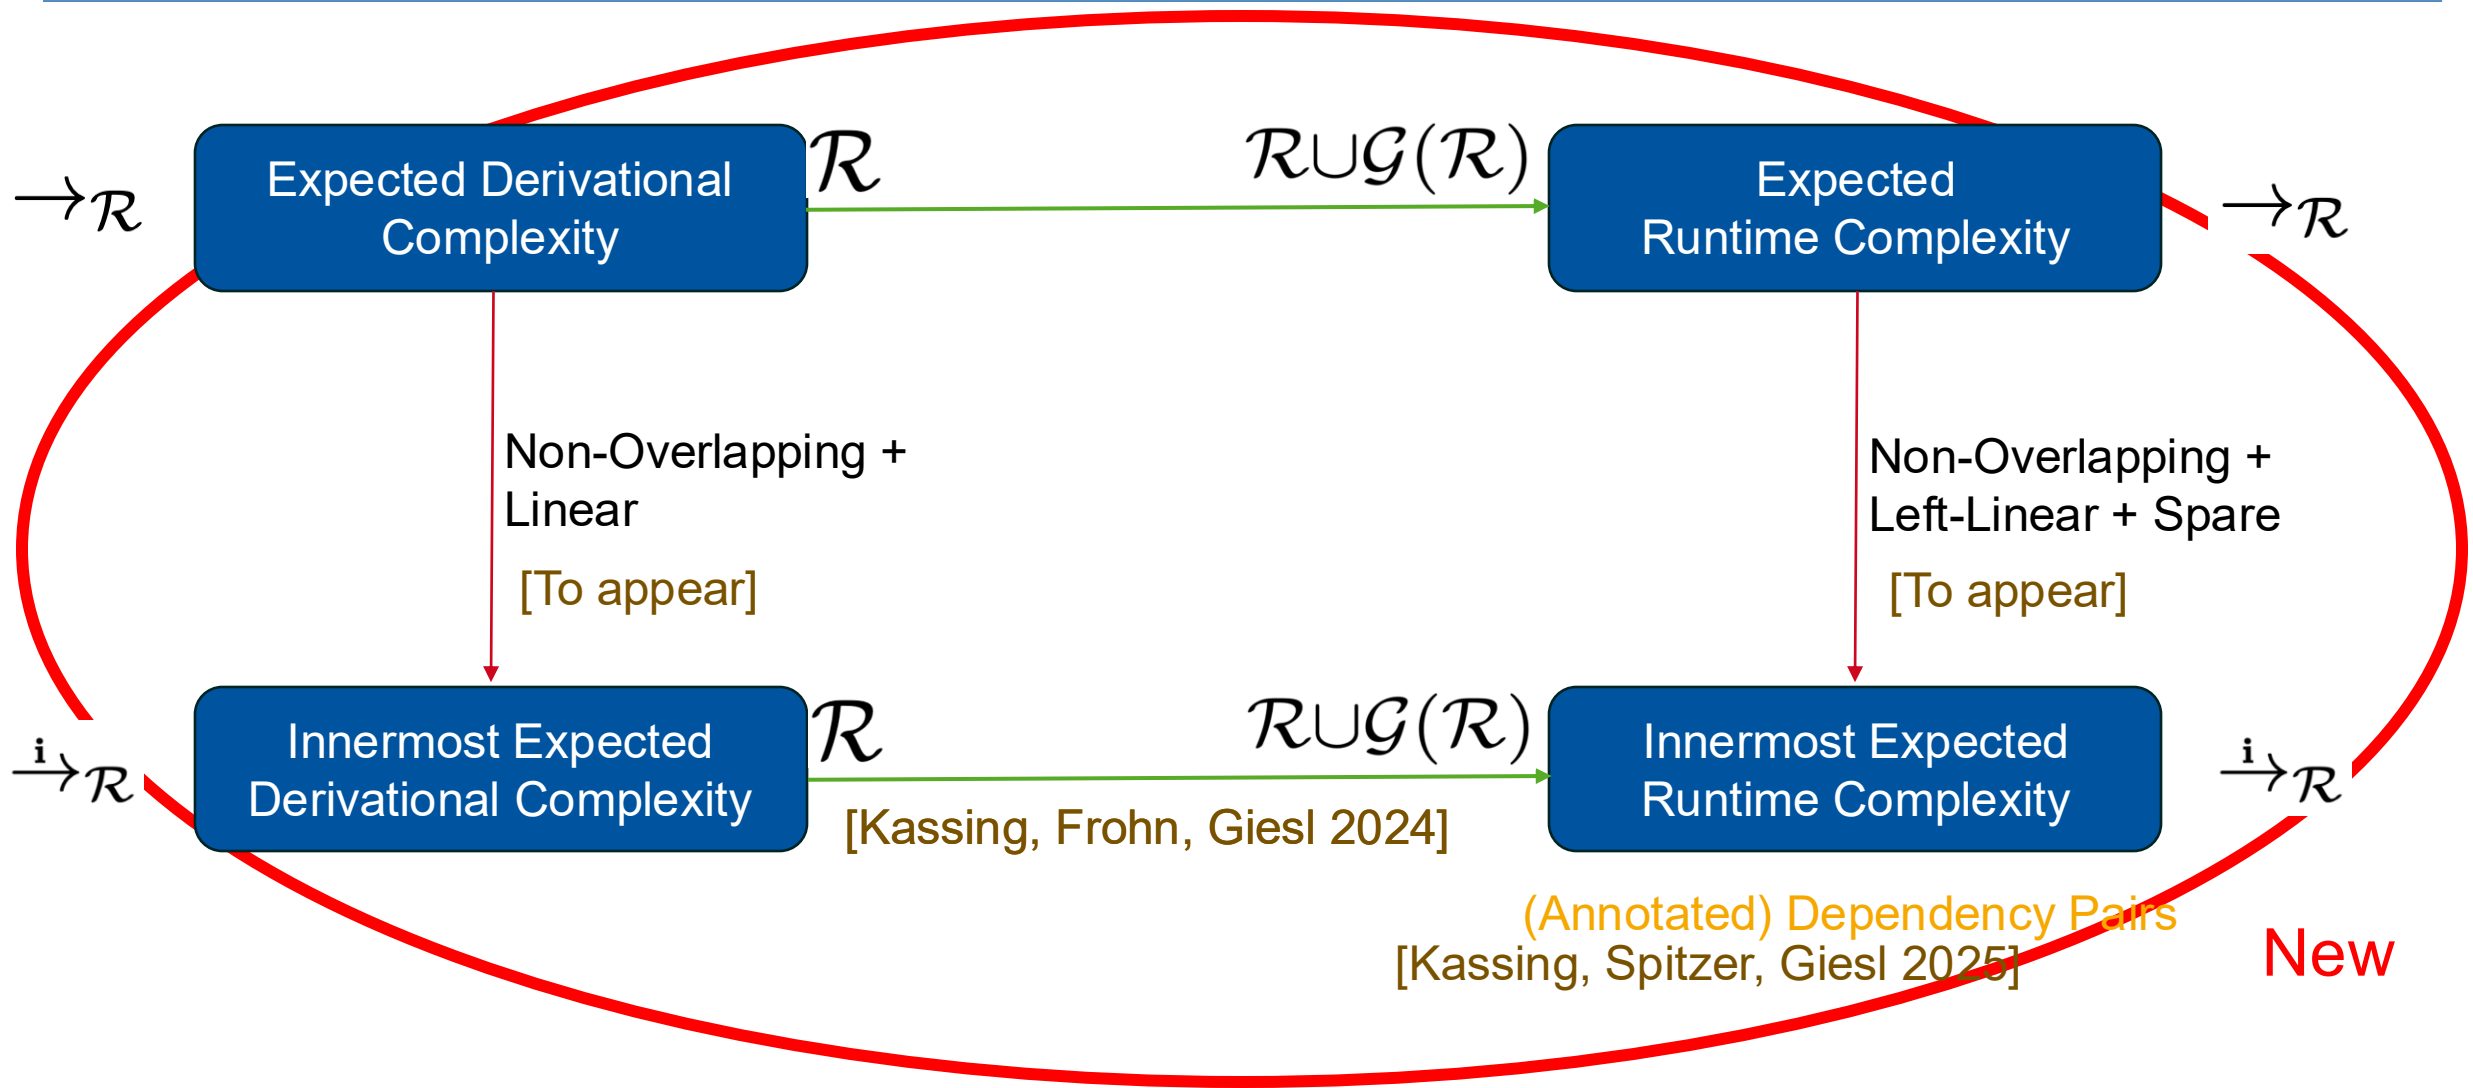 →R
Expected Derivational
Complexity
R
R∪G(R)
Expected
Runtime Complexity
→R
Non-Overlapping +
Linear
[To appear]
Non-Overlapping +
Left-Linear + Spare
[To appear]
i→R
Innermost Expected
Derivational Complexity
R
R∪G(R)
Innermost Expected
Runtime Complexity
i→R
[Kassing, Frohn, Giesl 2024]
(Annotated) Dependency Pairs
[Kassing, Spitzer, Giesl 2025]
New